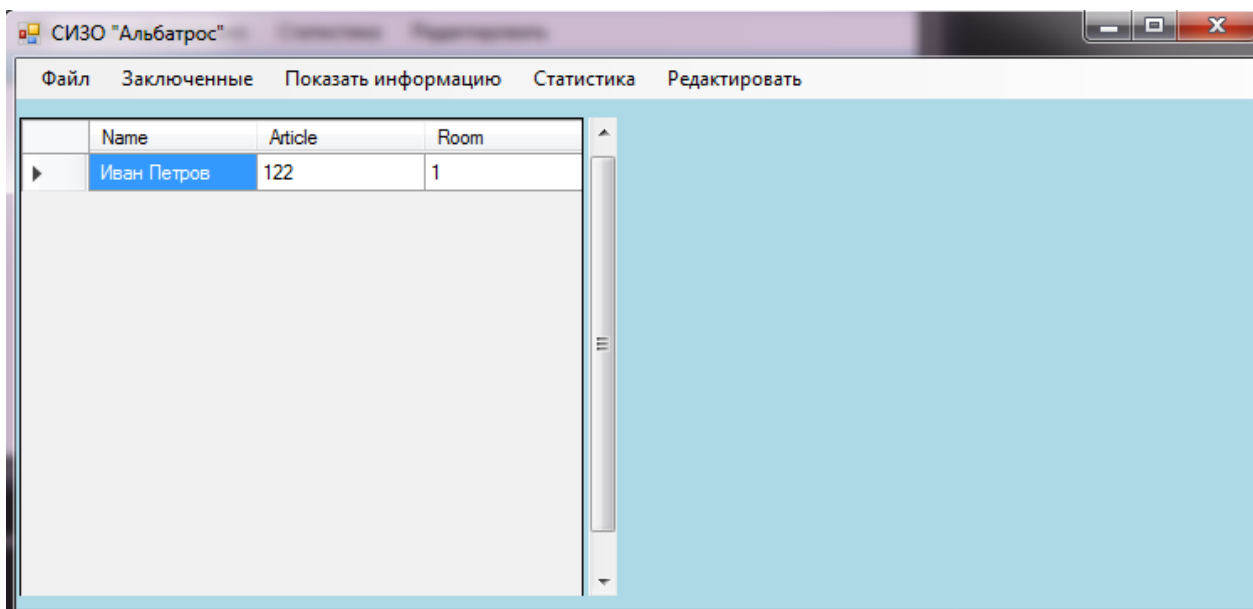 СИЗО "Альбатрос"
Файл Заключенные Показать информацию Статистика Редактировать
Name Article Room
Иван Петров 122 1